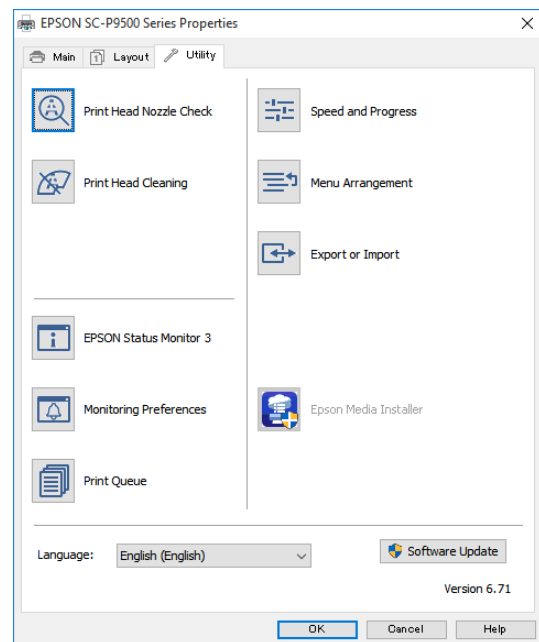 EPSON SC-P9500 Series Properties
Main
Layout
Utility
Print Head Nozzle Check
Speed and Progress
Print Head Cleaning
Menu Arrangement
Export or Import
EPSON Status Monitor 3
Monitoring Preferences
Epson Media Installer
Print Queue
Language:
English (English)
Software Update
Version 6.71
OK
Cancel
Help